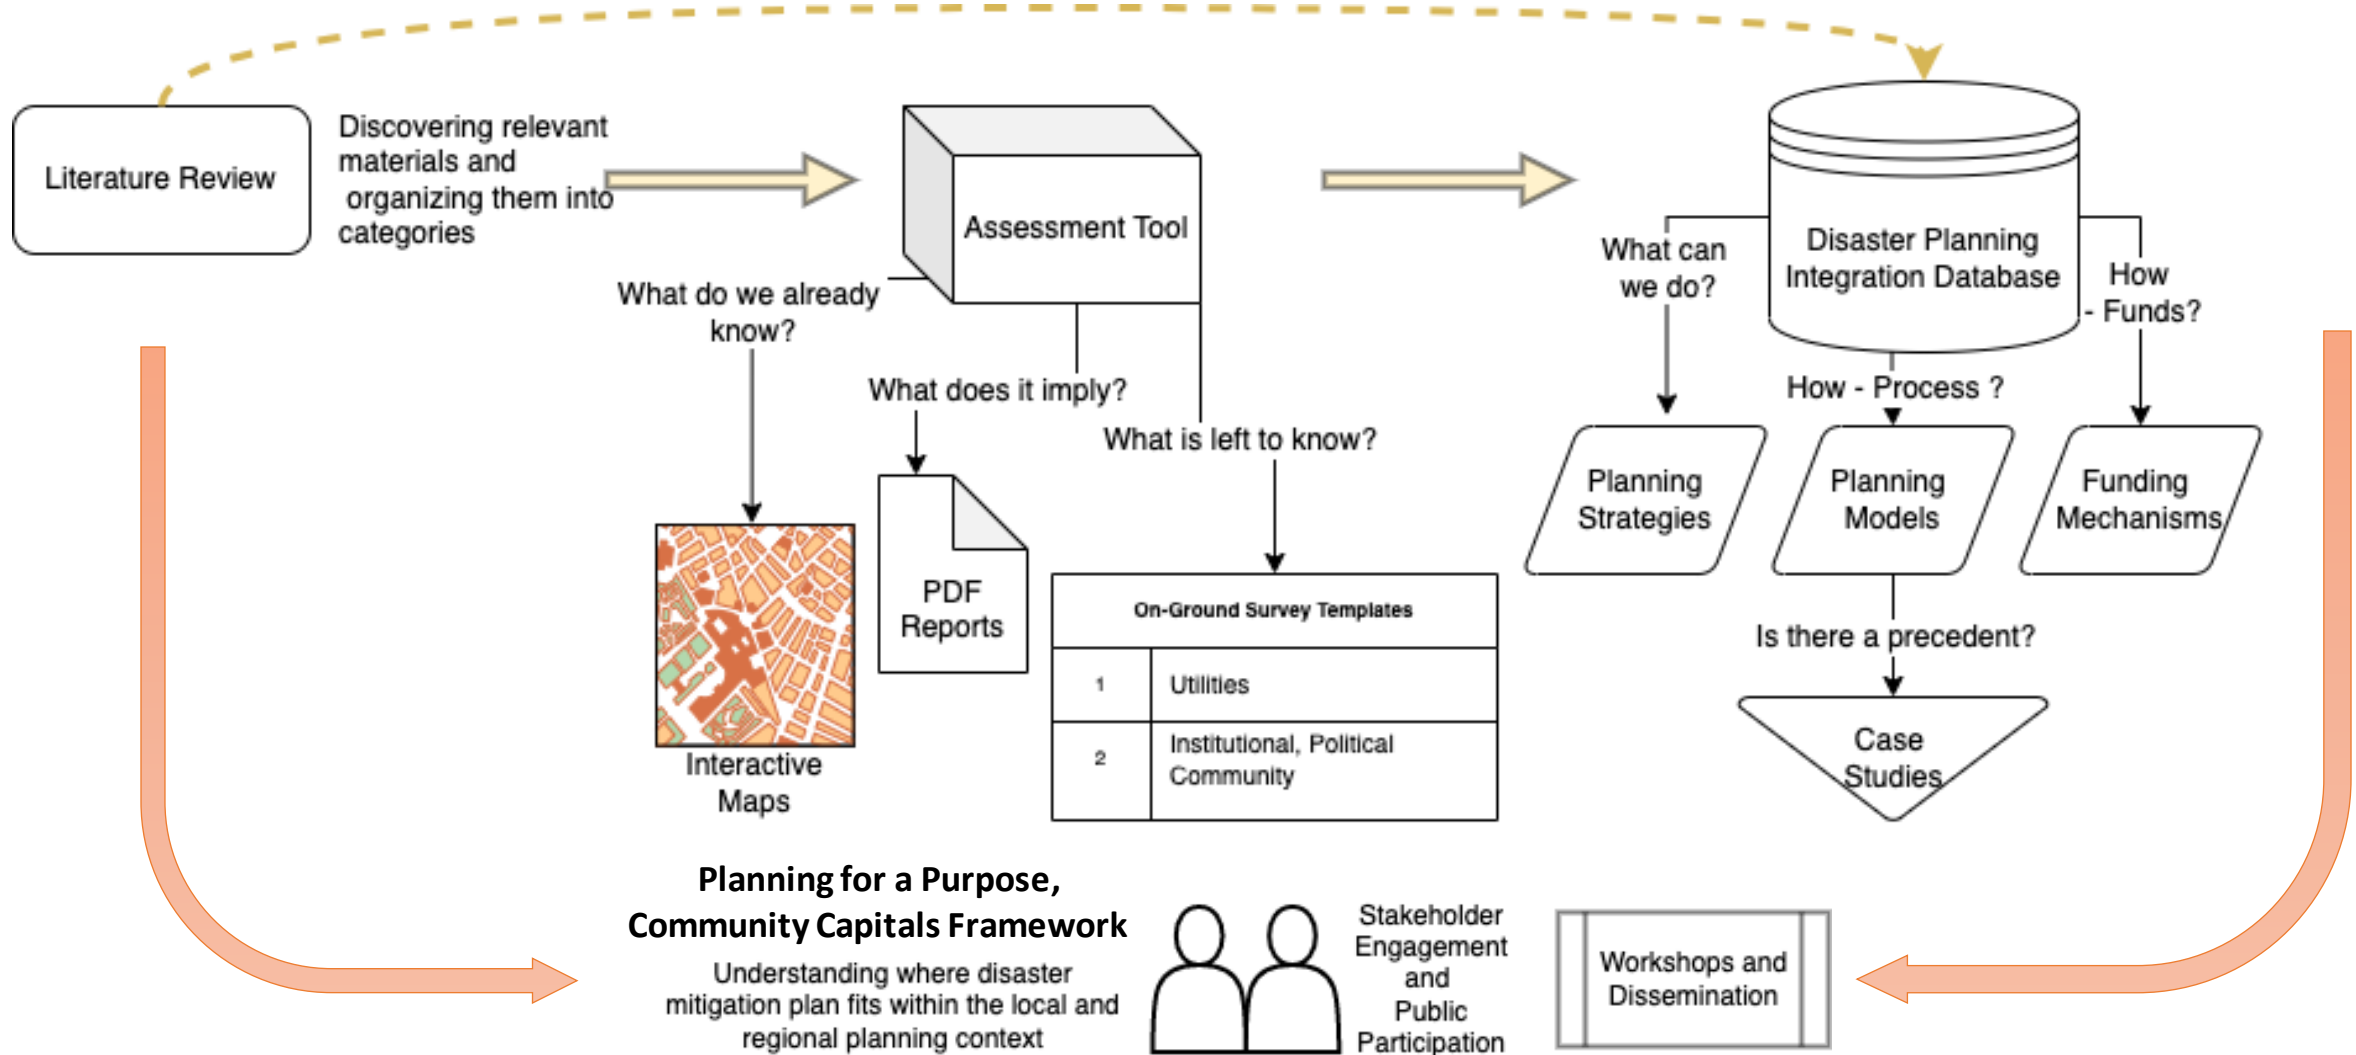 Literature Review
Discovering relevant
materials and
organizing them into
categories
Assessment Tool
What do we already
know?
What does it imply?
What is left to know?
Interactive
Maps
PDF
Reports
On-Ground Survey Templates
1
Utilities
2
Institutional, Political
Community
Disaster Planning
Integration Database
What can
we do?
How - Process ?
How
- Funds?
Planning
Strategies
Planning
Models
Funding
Mechanisms
Is there a precedent?
Case
Studies
Planning for a Purpose,
Community Capitals Framework
Understanding where disaster
mitigation plan fits within the local and
regional planning context
Stakeholder
Engagement
and
Public
Participation
Workshops and
Dissemination